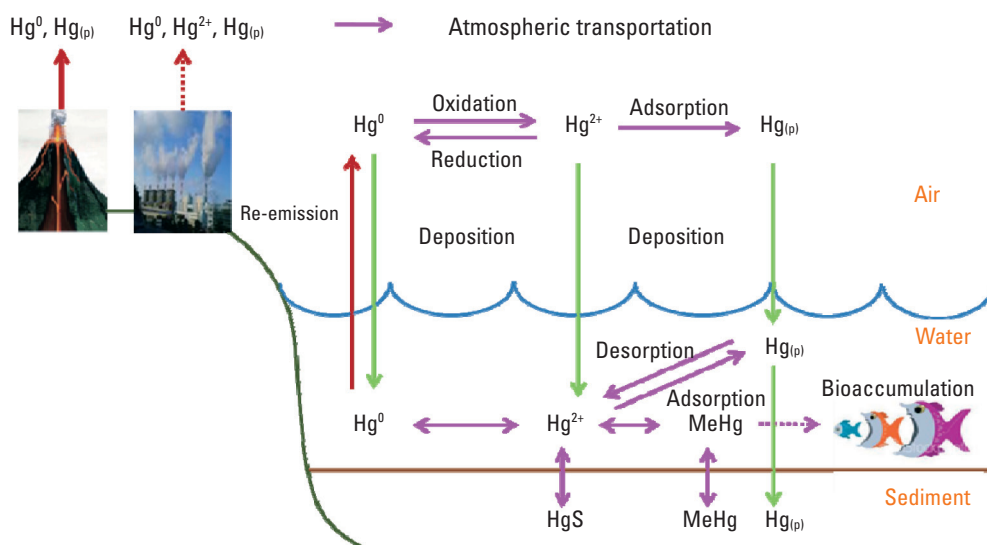 Hg⁰, Hg₍ₚ₎
Hg⁰, Hg²⁺, Hg₍ₚ₎
Atmospheric transportation
Oxidation
Adsorption
Hg⁰
Hg²⁺
Hg₍ₚ₎
Reduction
Air
Re-emission
Deposition
Deposition
Water
Desorption
Hg₍ₚ₎
Bioaccumulation
Adsorption
Hg⁰
Hg²⁺
MeHg
Sediment
HgS
MeHg
Hg₍ₚ₎